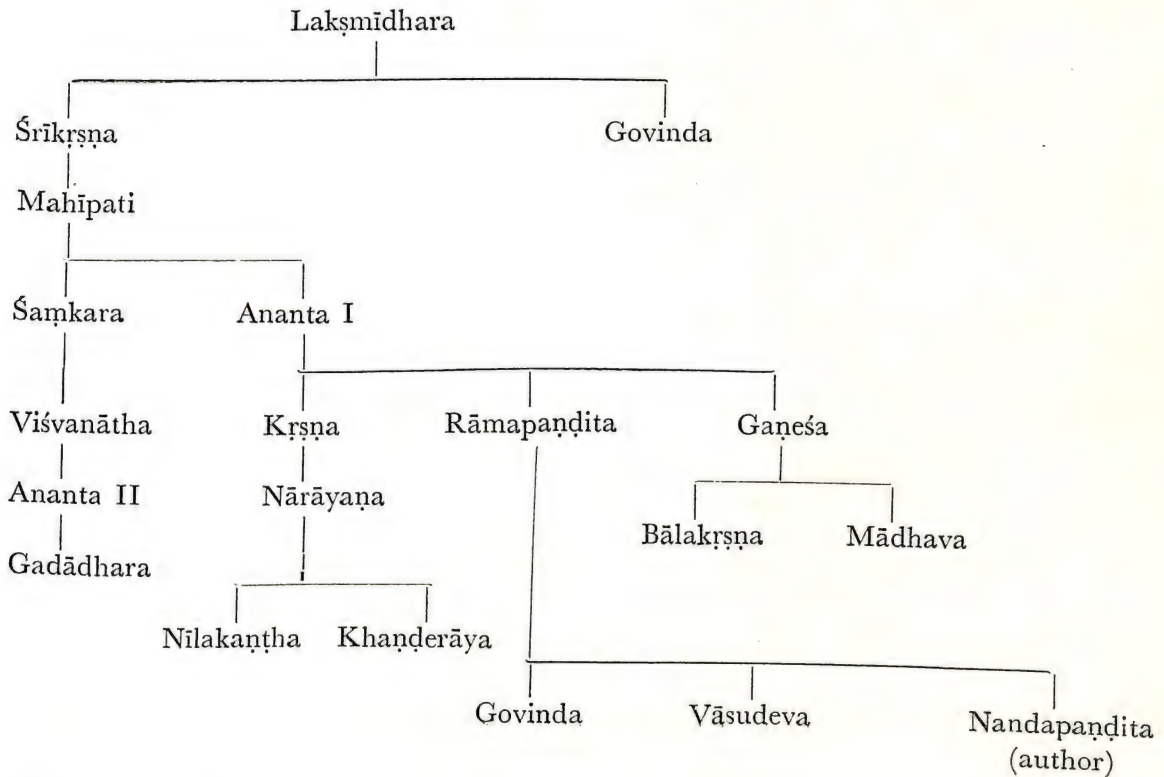 Lakṣmīdhara
Śrīkṛṣṇa Govinda
Mahīpati
Śaṃkara Ananta I
Viśvanātha Kṛṣṇa Rāmapaṇḍita Gaṇeśa
Ananta II Nārāyaṇa
Bālakṛṣṇa Mādhava
Gadādhara
Nīlakaṇṭha Khaṇḍerāya
Govinda Vāsudeva Nandapaṇḍita
(author)